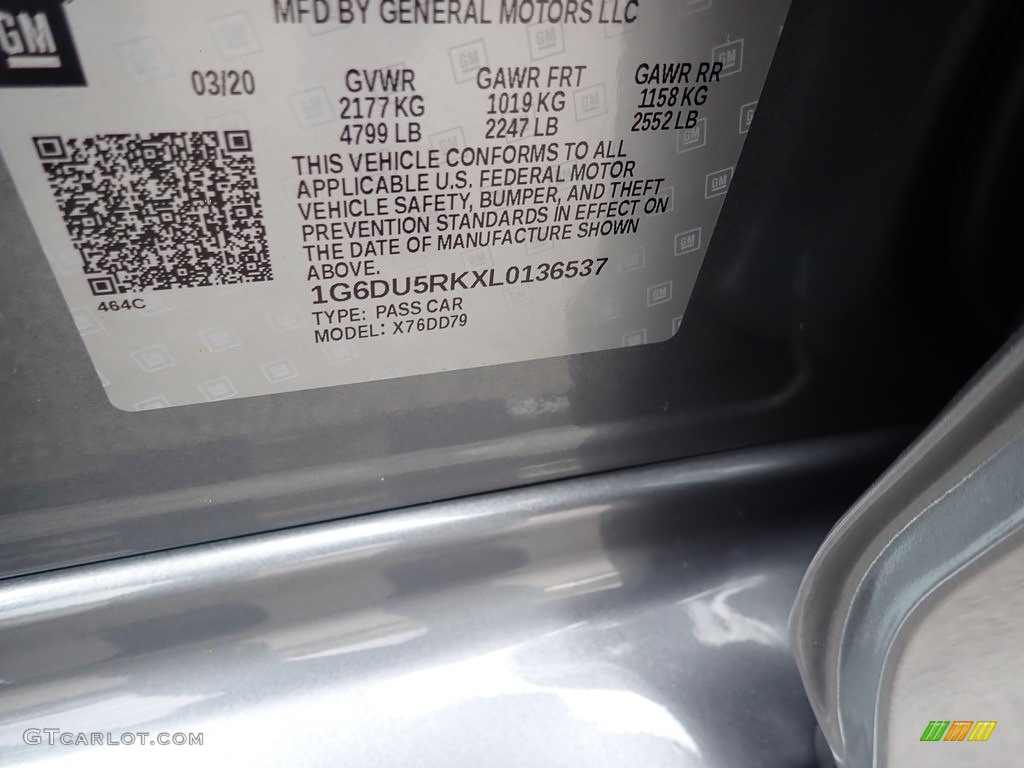 GM
MFD BY GENERAL MOTORS LLC
03/20 GVWR GAWR FRT GAWR RR
2177 KG 1019 KG 1158 KG
4799 LB 2247 LB 2552 LB
THIS VEHICLE CONFORMS TO ALL
APPLICABLE U.S. FEDERAL MOTOR
VEHICLE SAFETY, BUMPER, AND THEFT
PREVENTION STANDARDS IN EFFECT ON
THE DATE OF MANUFACTURE SHOWN
ABOVE.
464C
1G6DU5RKXL0136537
TYPE: PASS CAR
MODEL: X76DD79
GTCARLOT.COM